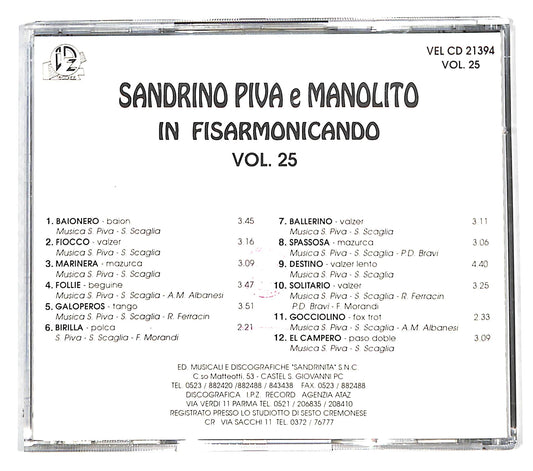 VEL CD 21394
VOL. 25
SANDRINO PIVA e MANOLITO
IN FISARMONICANDO
VOL. 25
1. BAIONERO - baion 3.45
Musica S. Piva - S. Scaglia
2. FIOCCO - valzer 3.16
Musica S. Piva - S. Scaglia
3. MARINERA - mazurca 3.09
Musica S. Piva - S. Scaglia
4. FOLLIE - beguine 3.47
Musica S. Piva - S. Scaglia - A.M. Albanesi
5. GALOPEROS - tango 3.51
Musica S. Piva - S. Scaglia - R. Ferracin
6. BIRILLA - polca 2.21
S. Piva - S. Scaglia - F. Morandi
7. BALLERINO - valzer 3.11
Musica S. Piva - S. Scaglia
8. SPASSOSA - mazurca 3.06
Musica S. Piva - S. Scaglia - P.D. Bravi
9. DESTINO - valzer lento 4.40
Musica S. Piva - S. Scaglia
10. SOLITARIO - valzer 3.25
Musica S. Piva - S. Scaglia - R. Ferracin
P.D. Bravi - F. Morandi
11. GOCCIOLINO - fox trot 2.33
Musica S. Piva - S. Scaglia - A.M. Albanesi
12. EL CAMPERO - paso doble 3.09
Musica S. Piva - S. Scaglia
ED. MUSICALI E DISCOGRAFICHE "SANDRINITA" S.N.C.
C.so Matteotti, 53 - CASTEL S. GIOVANNI PC
TEL. 0523 / 882420 /882488 / 843438 FAX. 0523 / 882488
DISCOGRAFICA I.P.Z. RECORD AGENZIA ATAZ
VIA VERDI 11 PARMA TEL. 0521 / 206835 / 208410
REGISTRATO PRESSO LO STUDIOTTO DI SESTO CREMONESE
CR VIA SACCHI 11 TEL. 0372 / 76777